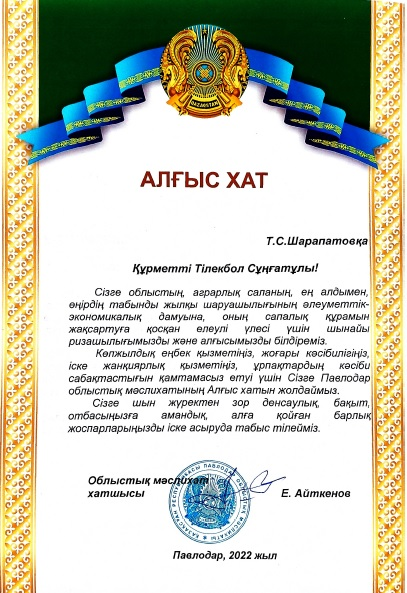 QAZAQSTAN
АЛҒЫС ХАТ
Т.С.Шарапатовқа
Құрметті Тілекбол Сұңғатұлы!
Сізге облыстың, аграрлық саланың, ең алдымен,
өңірдің табынды жылқы шаруашылығының әлеуметтік-
экономикалық дамуына, оның сапалық құрамын
жақсартуға қосқан елеулі үлесі үшін шынайы
ризашылығымызды және алғысымызды білдіреміз.
Көпжылдық еңбек қызметіңіз, жоғары кәсібилігіңіз,
іске жанқиярлық қызметіңіз, ұрпақтардың кәсіби
сабақтастығын қамтамасыз етуі үшін Сізге Павлодар
облыстық мәслихатының Алғыс хатын жолдаймыз.
Сізге шын жүректен зор денсаулық, бақыт,
отбасыңызға амандық, алға қойған барлық
жоспарларыңызды іске асыруда табыс тілейміз.
Облыстық мәслихат
хатшысы Е. Айткенов
Павлодар, 2022 жыл